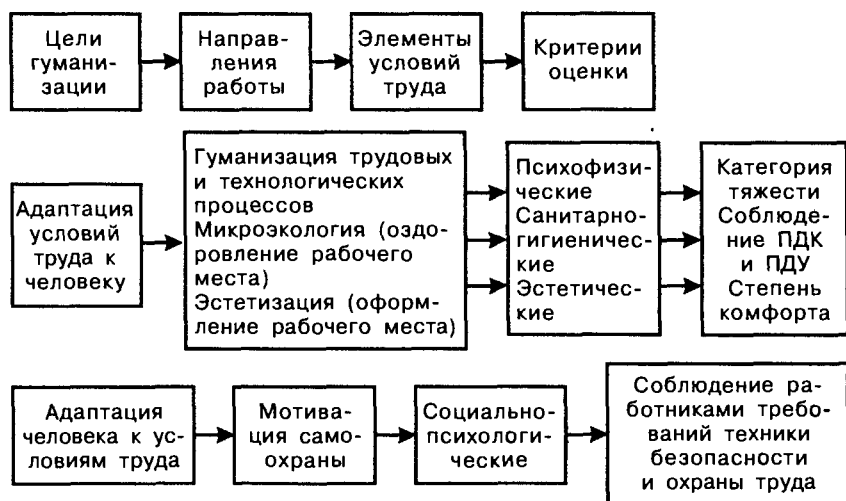 Цели
гумани-
зации
Направ-
ления
работы
Элементы
условий
труда
Критерии
оценки
Адаптация
условий
труда к
человеку
Гуманизация трудовых
и технологических
процессов
Микроэкология (оздо-
ровление рабочего
места)
Эстетизация (оформ-
ление рабочего места)
Психофизи-
ческие
Санитарно-
гигиеничес-
кие
Эстетичес-
кие
Категория
тяжести
Соблюде-
ние ПДК
и ПДУ
Степень
комфорта
Адаптация
человека к ус-
ловиям труда
Мотива-
ция само-
охраны
Социально-
психологи-
ческие
Соблюдение ра-
ботниками требо-
ваний техники
безопасности
и охраны труда